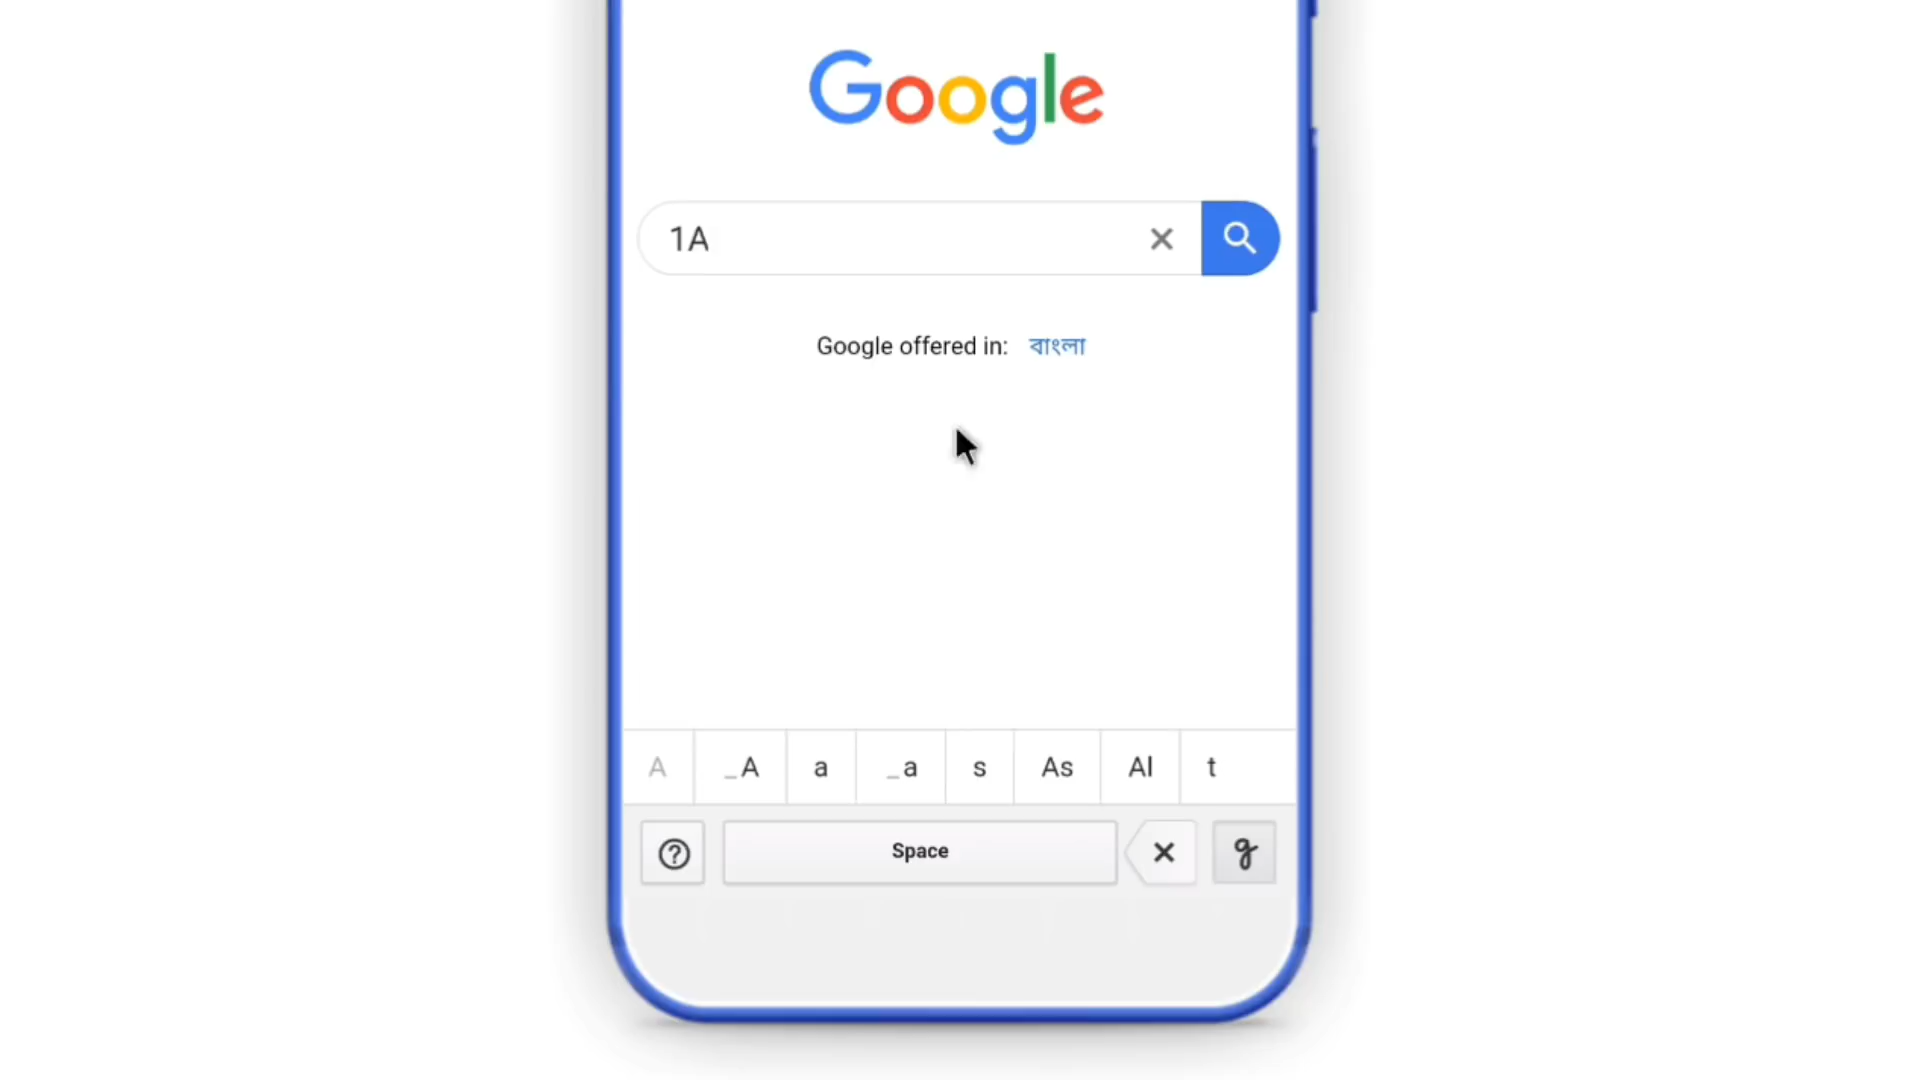 Google
1A
Google offered in: বাংলা
A _A a _a s As Al t
Space